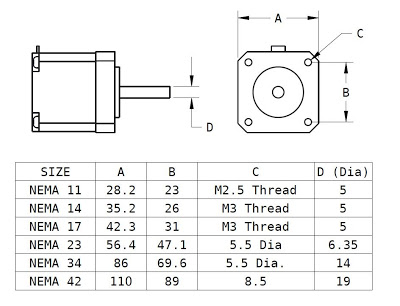 A
C
B
D
SIZE A B C D (Dia)
NEMA 11 28.2 23 M2.5 Thread 5
NEMA 14 35.2 26 M3 Thread 5
NEMA 17 42.3 31 M3 Thread 5
NEMA 23 56.4 47.1 5.5 Dia 6.35
NEMA 34 86 69.6 5.5 Dia. 14
NEMA 42 110 89 8.5 19